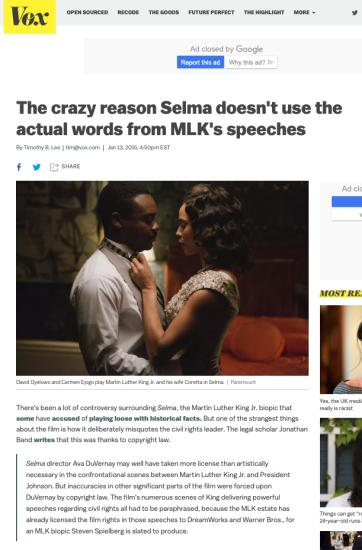 Vox
OPEN SOURCED RECODE THE GOODS FUTURE PERFECT THE HIGHLIGHT MORE
Ad closed by Google
Report this ad Why this ad?
The crazy reason Selma doesn't use the
actual words from MLK's speeches
By Timothy B. Lee | tim@vox.com | Jan 13, 2015, 4:50pm EST
SHARE
Ad clo
MOST RE
David Oyelowo and Carmen Ejogo play Martin Luther King Jr. and his wife Coretta in Selma. | Paramount
Yes, the UK medi
really is racist
There's been a lot of controversy surrounding Selma, the Martin Luther King Jr. biopic that
some have accused of playing loose with historical facts. But one of the strangest things
about the film is how it deliberately misquotes the civil rights leader. The legal scholar Jonathan
Band writes that this was thanks to copyright law.
Selma director Ava DuVernay may well have taken more license than artistically
necessary in the confrontational scenes between Martin Luther King Jr. and President
Johnson. But inaccuracies in other significant parts of the film were forced upon
DuVernay by copyright law. The film's numerous scenes of King delivering powerful
speeches regarding civil rights all had to be paraphrased, because the MLK estate has
already licensed the film rights in those speeches to DreamWorks and Warner Bros., for
an MLK biopic Steven Spielberg is slated to produce.
Things can get "r
24-year-old runs